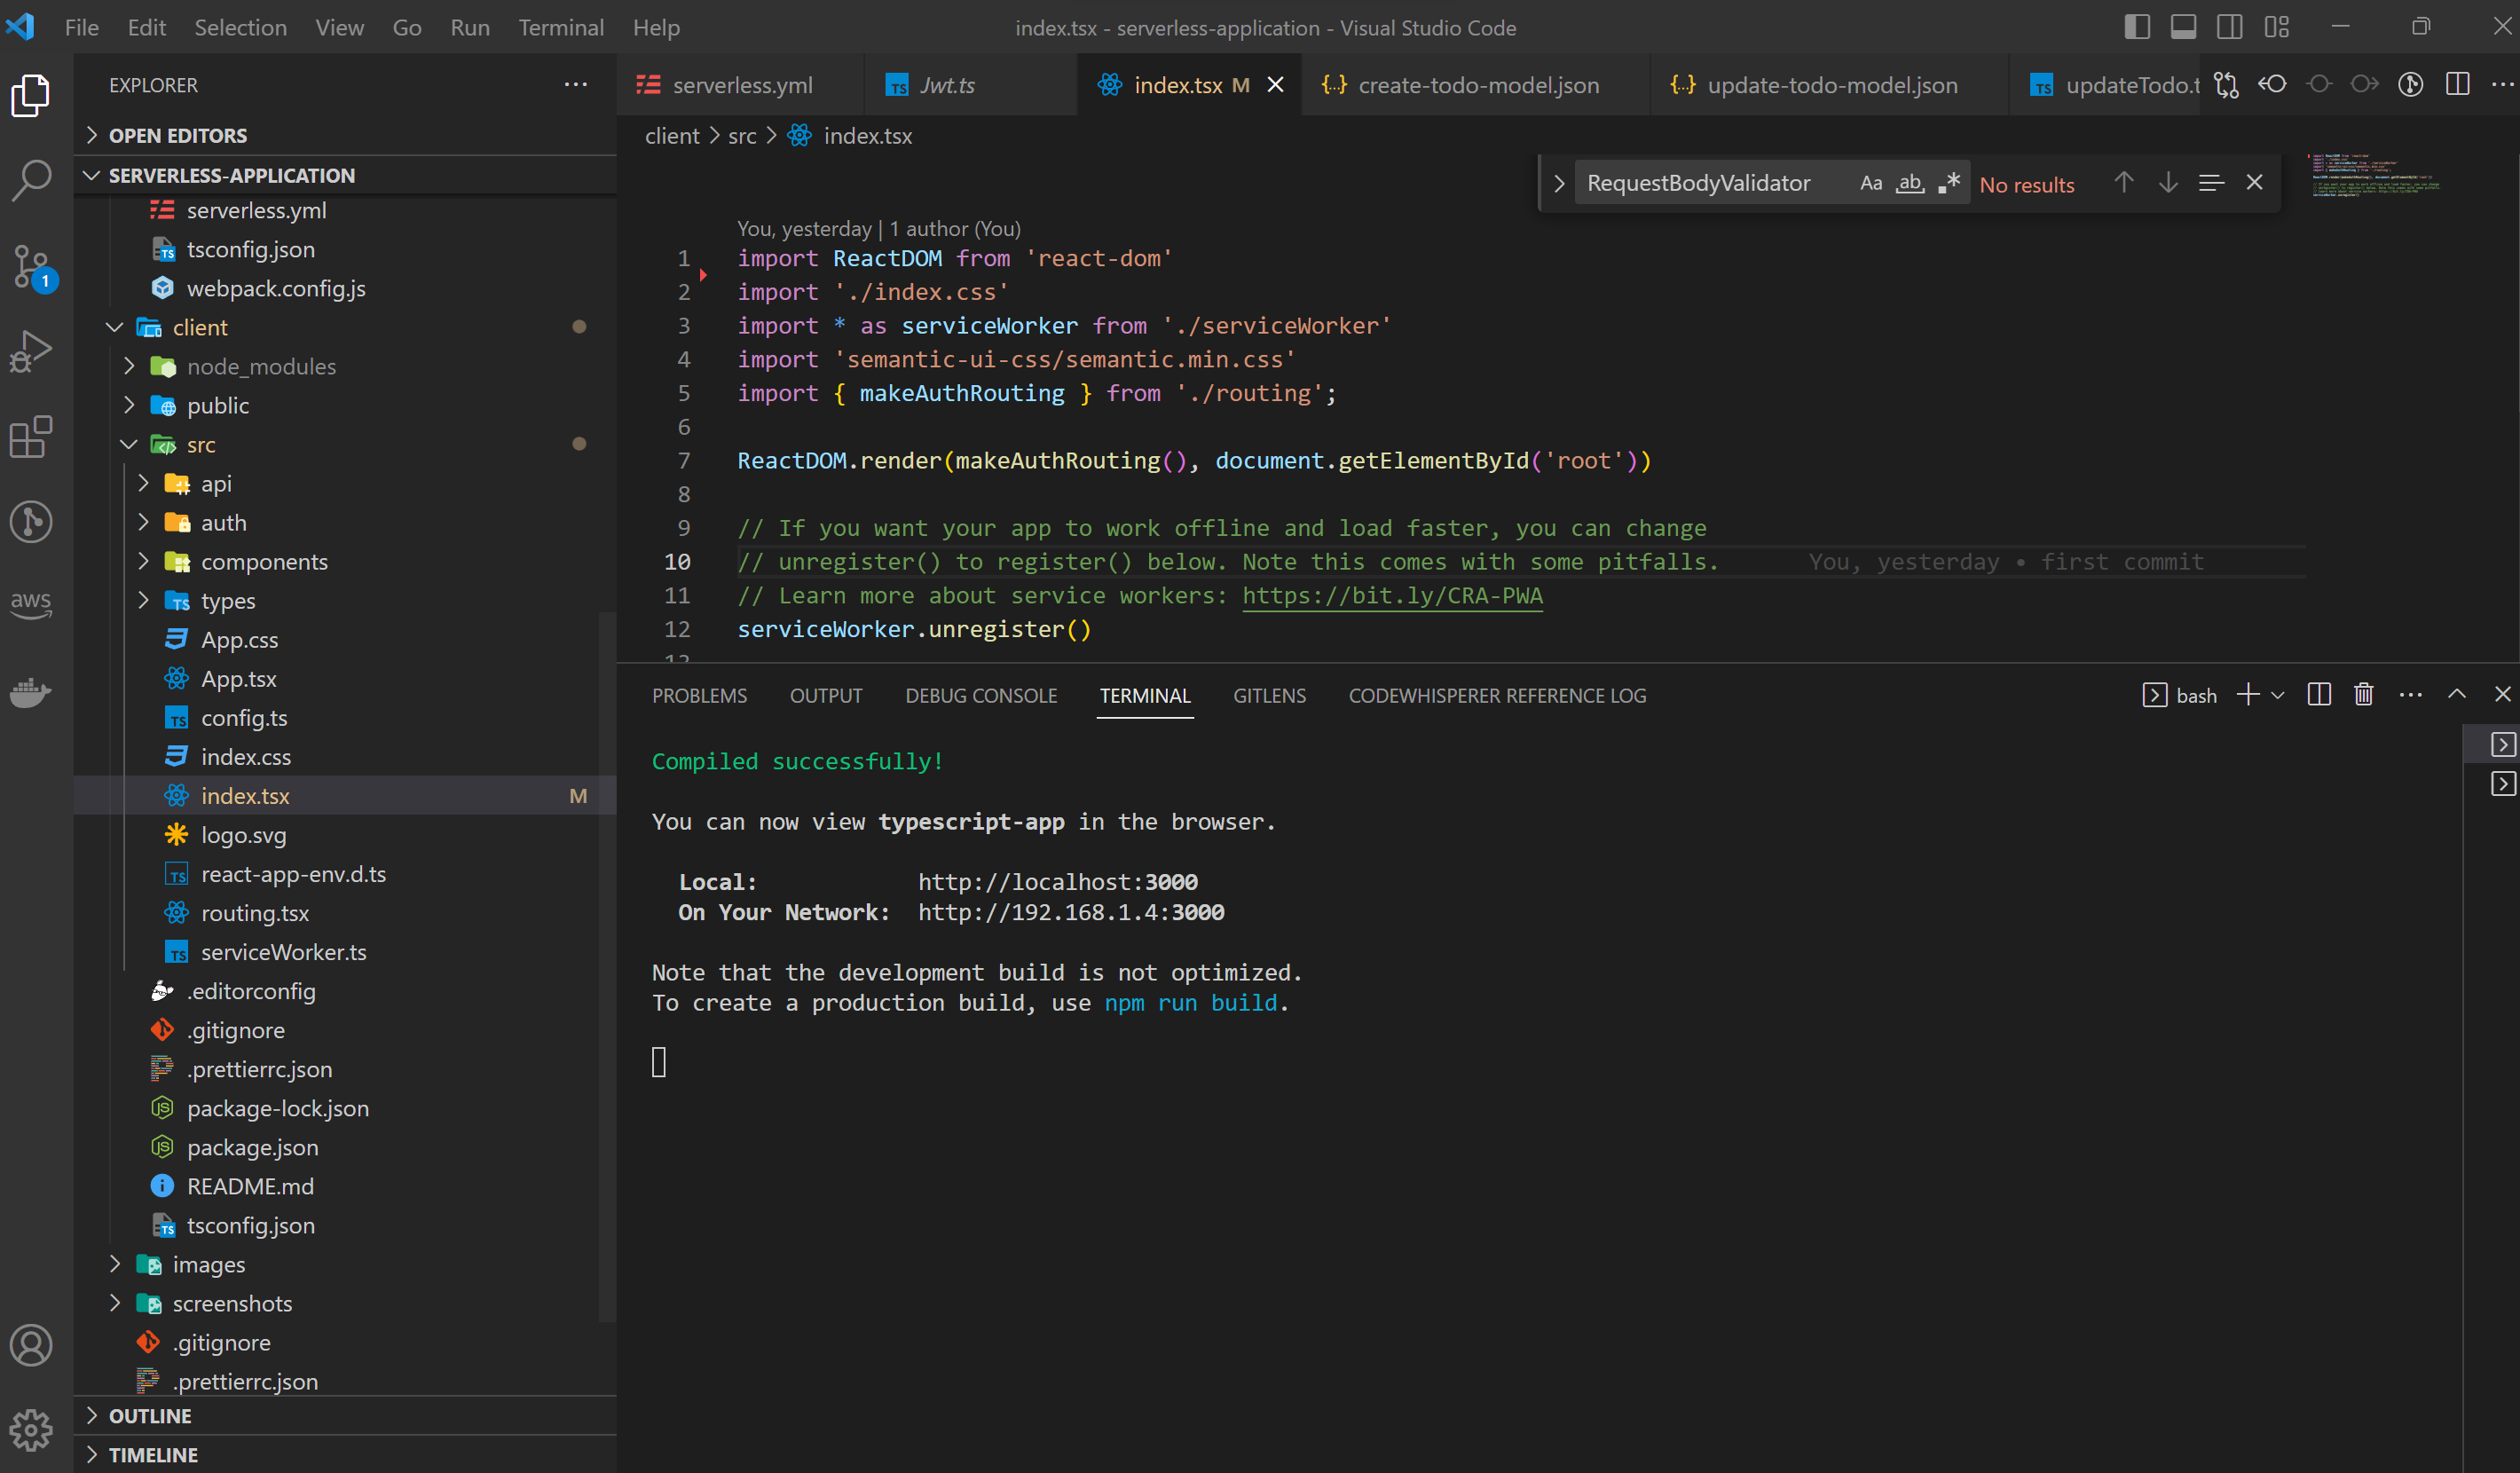 File Edit Selection View Go Run Terminal Help
index.tsx - serverless-application - Visual Studio Code
EXPLORER
OPEN EDITORS
SERVERLESS-APPLICATION
serverless.yml
tsconfig.json
webpack.config.js
client
node_modules
public
src
api
auth
components
types
App.css
App.tsx
config.ts
index.css
index.tsx M
logo.svg
react-app-env.d.ts
routing.tsx
serviceWorker.ts
.editorconfig
.gitignore
.prettierrc.json
package-lock.json
package.json
README.md
tsconfig.json
images
screenshots
.gitignore
.prettierrc.json
OUTLINE
TIMELINE
1
aws
serverless.yml
Jwt.ts
index.tsx M
create-todo-model.json
update-todo-model.json
updateTodo.t
client > src > index.tsx
RequestBodyValidator Aa ab No results
You, yesterday | 1 author (You)
1 import ReactDOM from 'react-dom'
2 import './index.css'
3 import * as serviceWorker from './serviceWorker'
4 import 'semantic-ui-css/semantic.min.css'
5 import { makeAuthRouting } from './routing';
6
7 ReactDOM.render(makeAuthRouting(), document.getElementById('root'))
8
9 // If you want your app to work offline and load faster, you can change
10 // unregister() to register() below. Note this comes with some pitfalls. You, yesterday • first commit
11 // Learn more about service workers: https://bit.ly/CRA-PWA
12 serviceWorker.unregister()
PROBLEMS OUTPUT DEBUG CONSOLE TERMINAL GITLENS CODEWHISPERER REFERENCE LOG
bash
Compiled successfully!
You can now view typescript-app in the browser.
Local: http://localhost:3000
On Your Network: http://192.168.1.4:3000
Note that the development build is not optimized.
To create a production build, use npm run build.